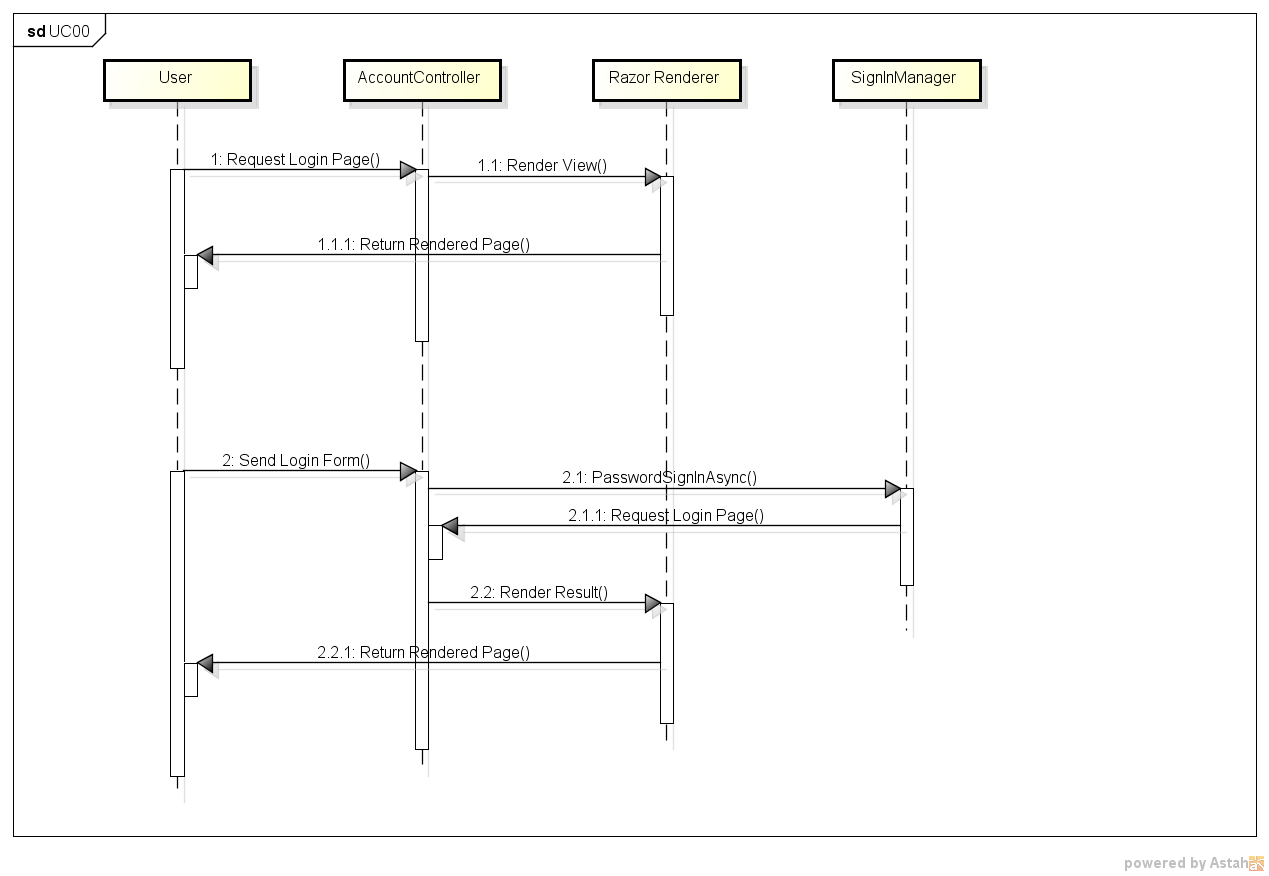 sd UC00
User
AccountController
Razor Renderer
SignInManager
1: Request Login Page()
1.1: Render View()
1.1.1: Return Rendered Page()
2: Send Login Form()
2.1: PasswordSignInAsync()
2.1.1: Request Login Page()
2.2: Render Result()
2.2.1: Return Rendered Page()
powered by Astah